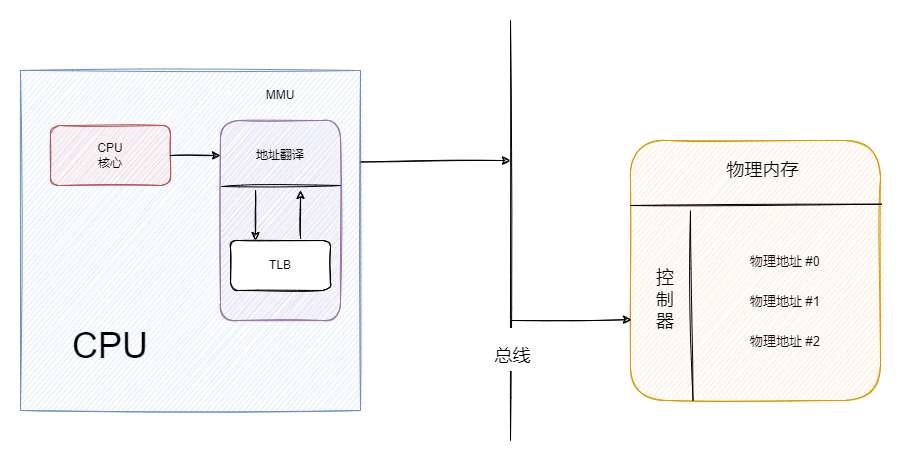 MMU
CPU
核心
地址翻译
TLB
CPU
总线
物理内存
控
制
器
物理地址 #0
物理地址 #1
物理地址 #2